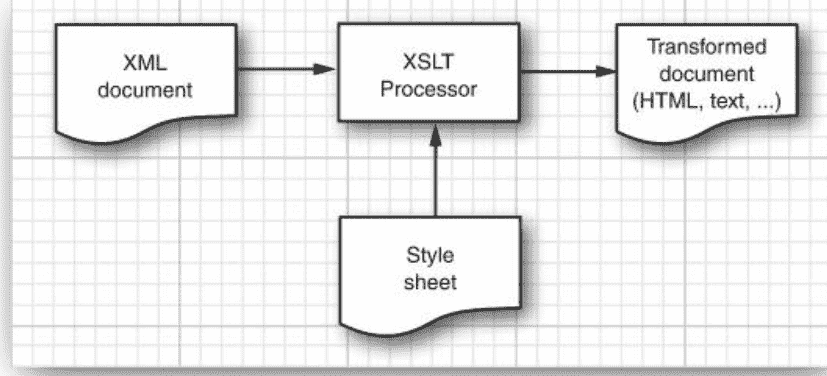 XML
document
XSLT
Processor
Transformed
document
(HTML, text, ...)
Style
sheet